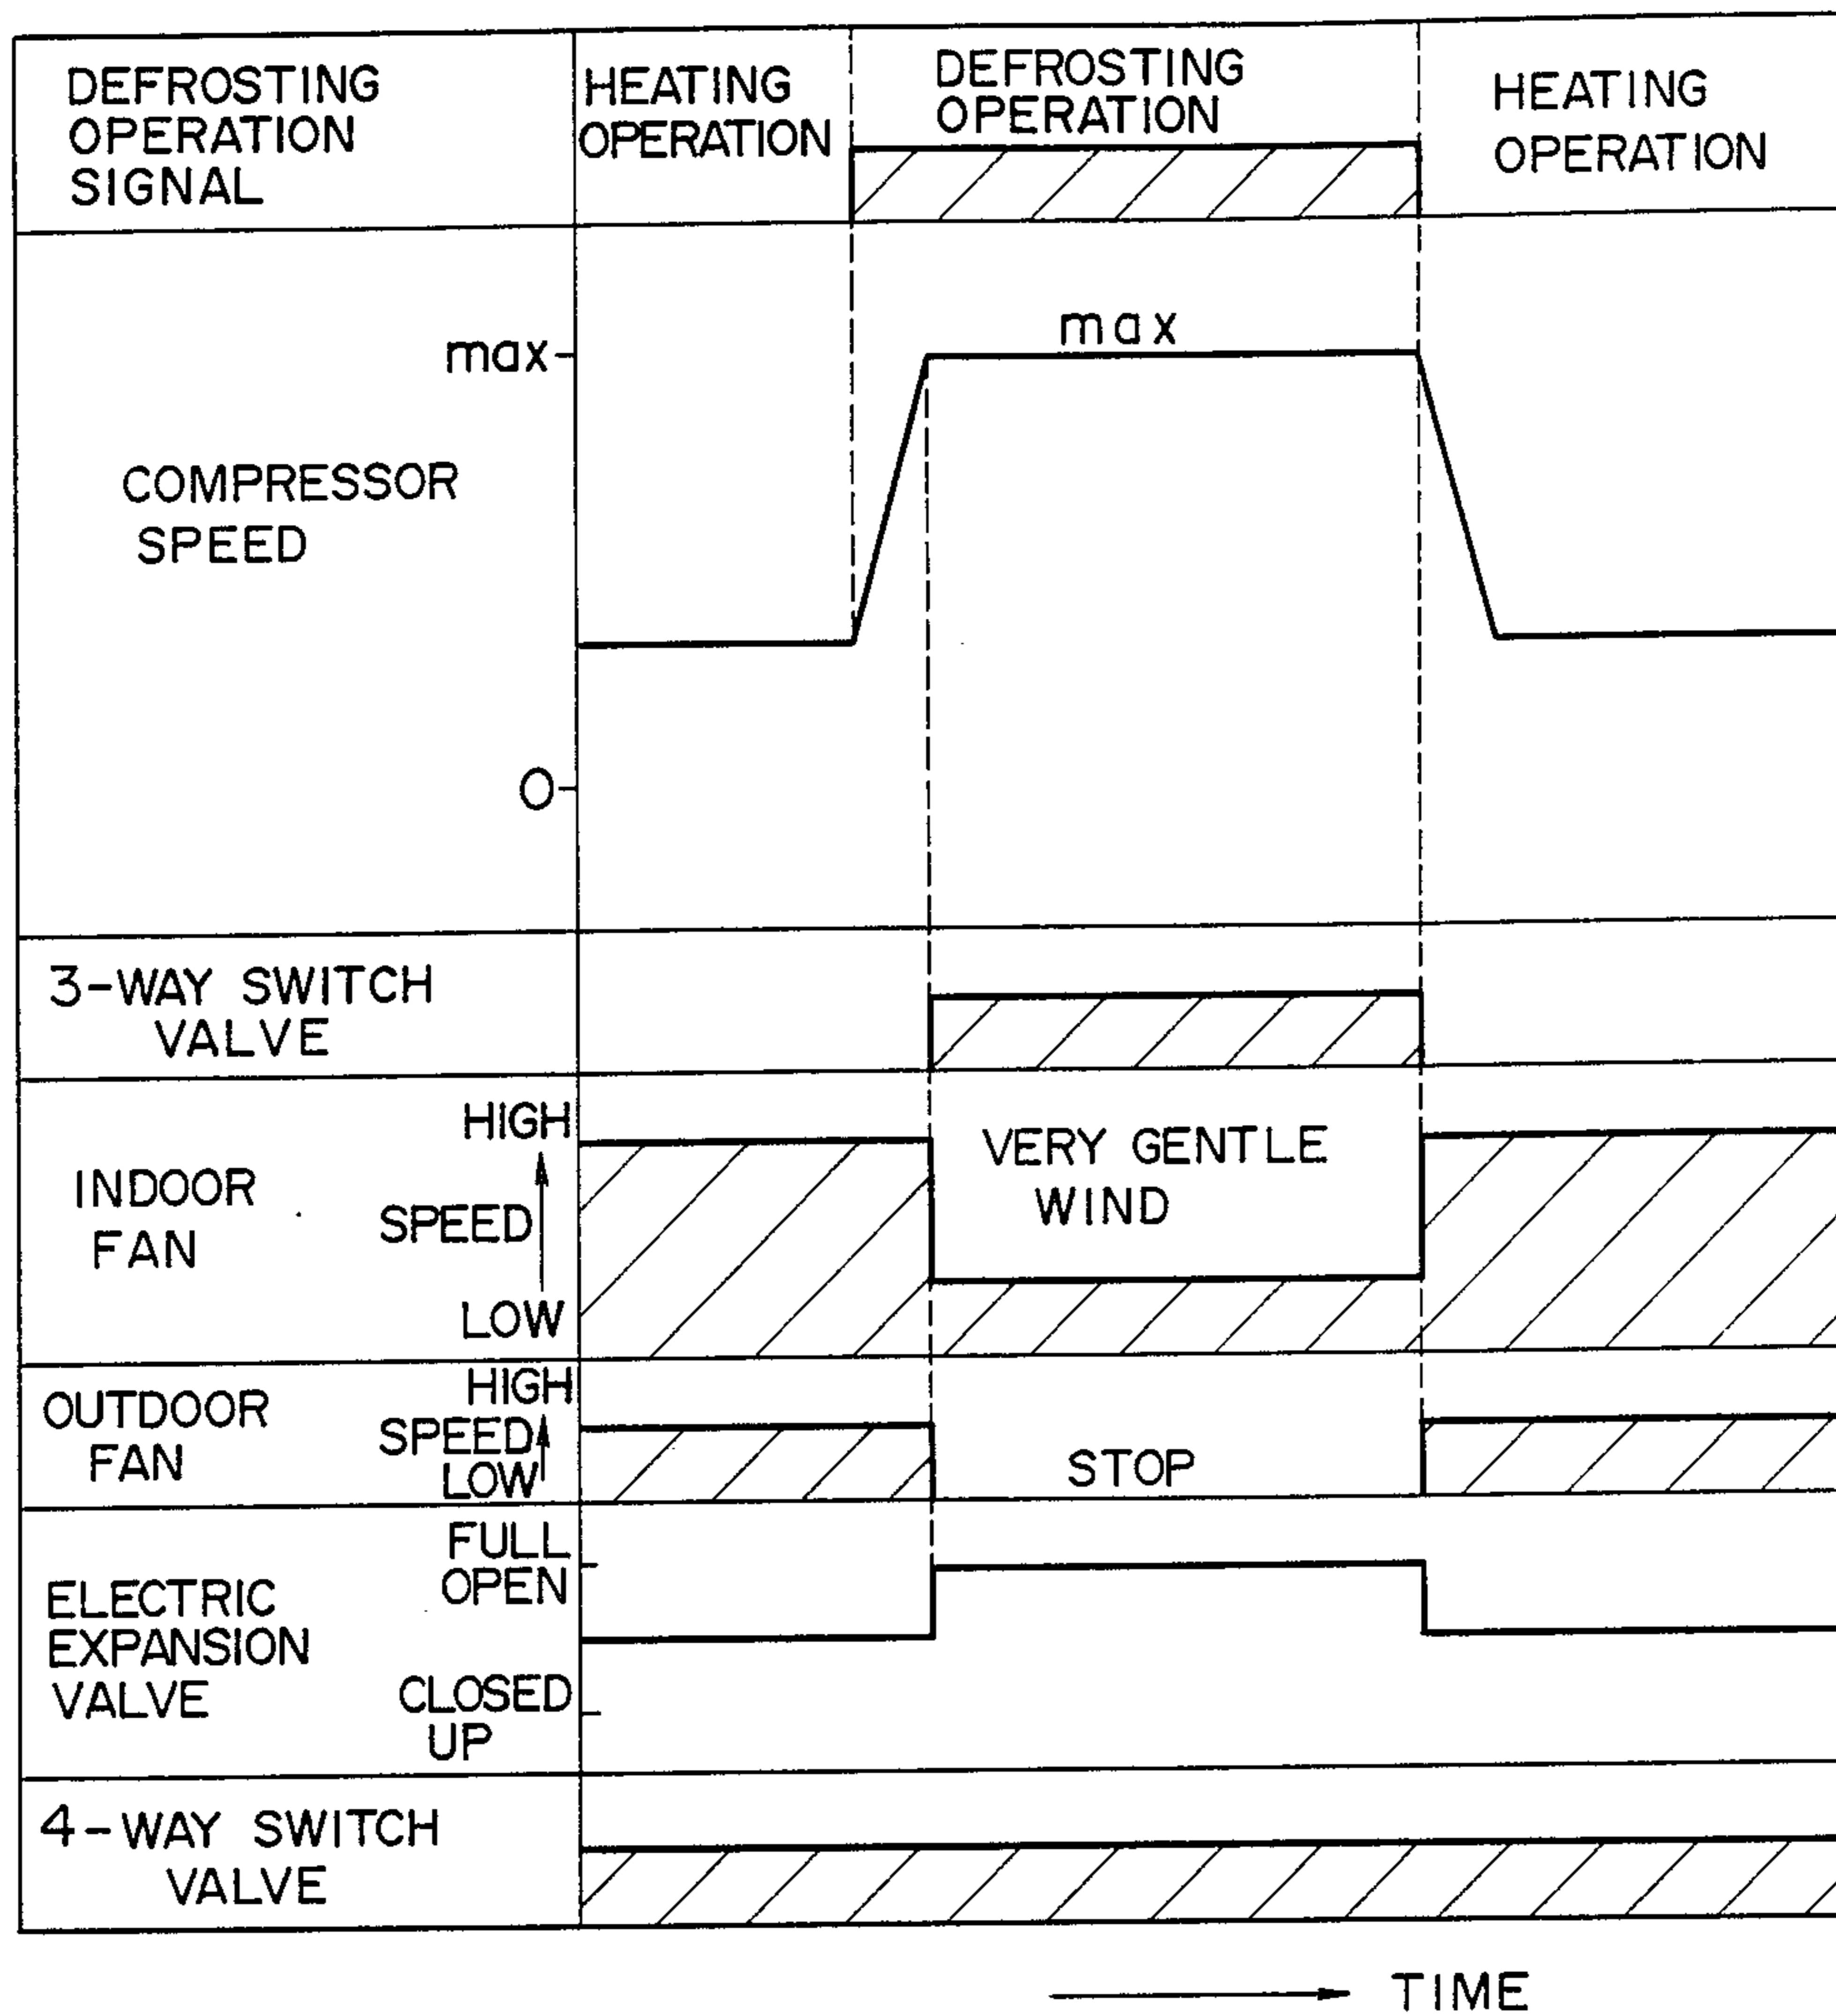 DEFROSTING
OPERATION
SIGNAL
HEATING
OPERATION
DEFROSTING
OPERATION
HEATING
OPERATION
max
max
COMPRESSOR
SPEED
0
3-WAY SWITCH
VALVE
INDOOR
FAN
HIGH
SPEED
LOW
VERY GENTLE
WIND
OUTDOOR
FAN
HIGH
SPEED
LOW
STOP
ELECTRIC
EXPANSION
VALVE
FULL
OPEN
CLOSED
UP
4-WAY SWITCH
VALVE
TIME